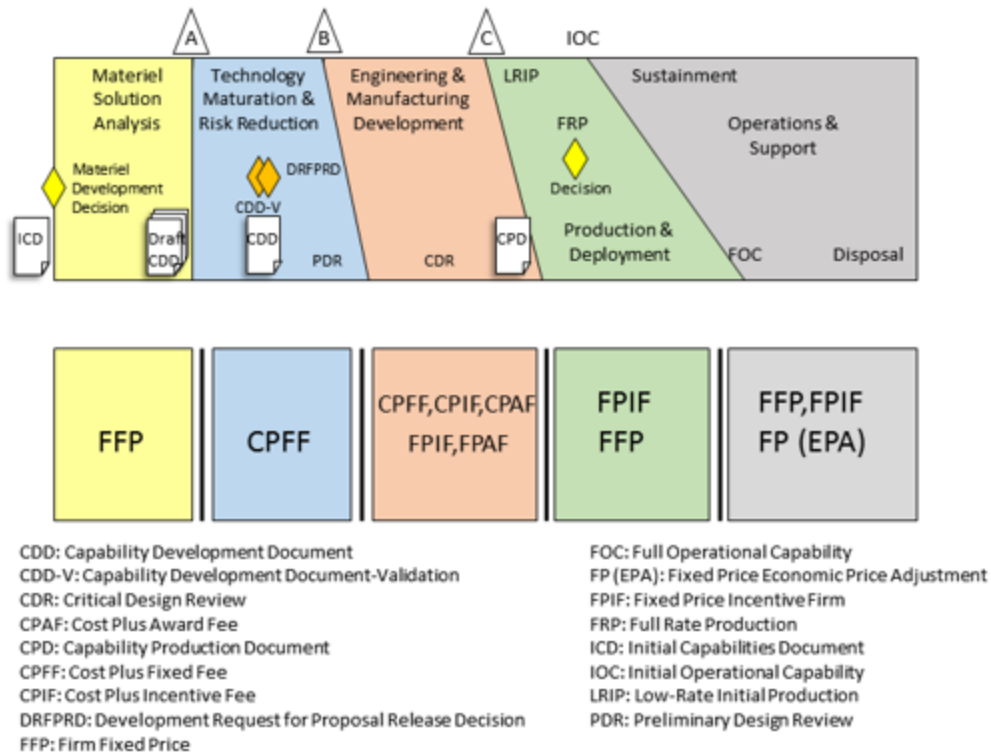 A
B
C
IOC
Materiel
Solution
Analysis
Technology
Maturation &
Risk Reduction
Engineering &
Manufacturing
Development
LRIP
Sustainment
FRP
Operations &
Support
Materiel
Development
Decision
DRFPRD
Decision
CDD-V
ICD
Draft
CDD
CDD
PDR
CDR
CPD
Production &
Deployment
FOC
Disposal
FFP
CPFF
CPFF,CPIF,CPAF
FPIF,FPAF
FPIF
FFP
FFP,FPIF
FP (EPA)
CDD: Capability Development Document
CDD-V: Capability Development Document-Validation
CDR: Critical Design Review
CPAF: Cost Plus Award Fee
CPD: Capability Production Document
CPFF: Cost Plus Fixed Fee
CPIF: Cost Plus Incentive Fee
DRFPRD: Development Request for Proposal Release Decision
FFP: Firm Fixed Price
FOC: Full Operational Capability
FP (EPA): Fixed Price Economic Price Adjustment
FPIF: Fixed Price Incentive Firm
FRP: Full Rate Production
ICD: Initial Capabilities Document
IOC: Initial Operational Capability
LRIP: Low-Rate Initial Production
PDR: Preliminary Design Review